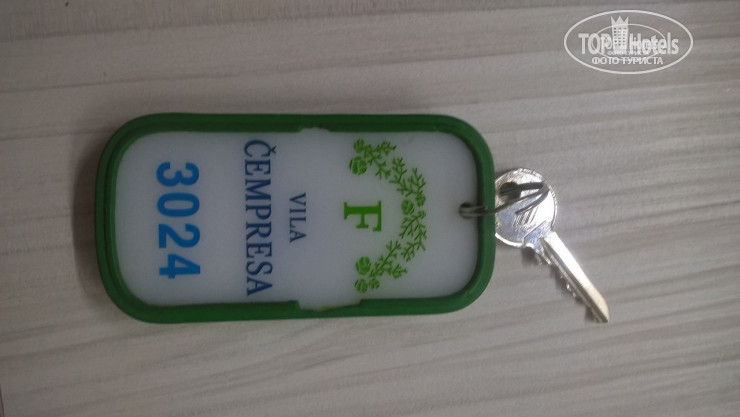 F
VILA
ČEMPRESA
3024
TOP Hotels
ФОТО ТУРИСТА